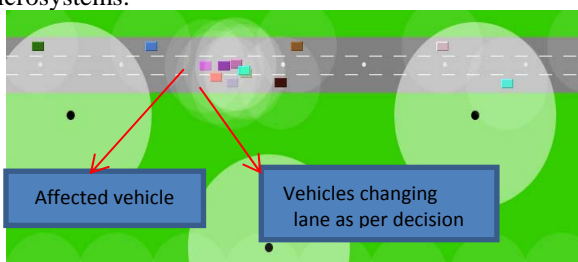 Affected vehicle
Vehicles changing
lane as per decision